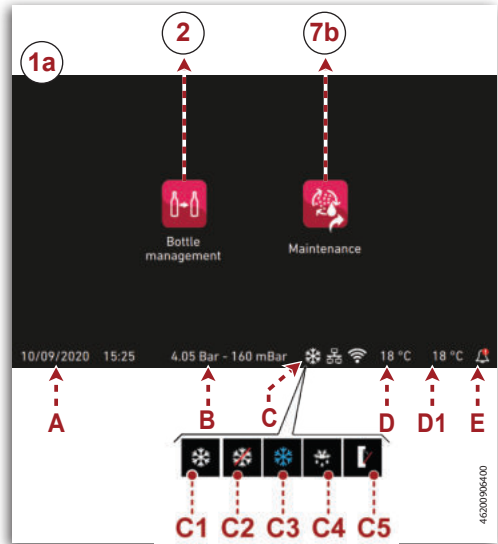 2 7b
1a
Bottle
management
Maintenance
10/09/2020 15:25 4.05 Bar - 160 mBar 18 °C 18 °C
A B C D D1 E
C1 C2 C3 C4 C5
46200906400